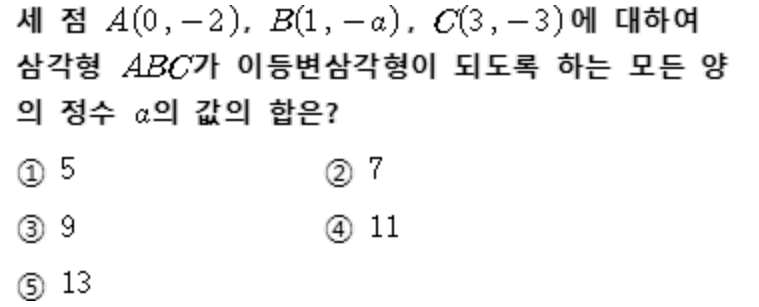 세 점 A(0, -2), B(1, -a), C(3, -3)에 대하여
삼각형 ABC가 이등변삼각형이 되도록 하는 모든 양
의 정수 a의 값의 합은?
① 5 ② 7
③ 9 ④ 11
⑤ 13